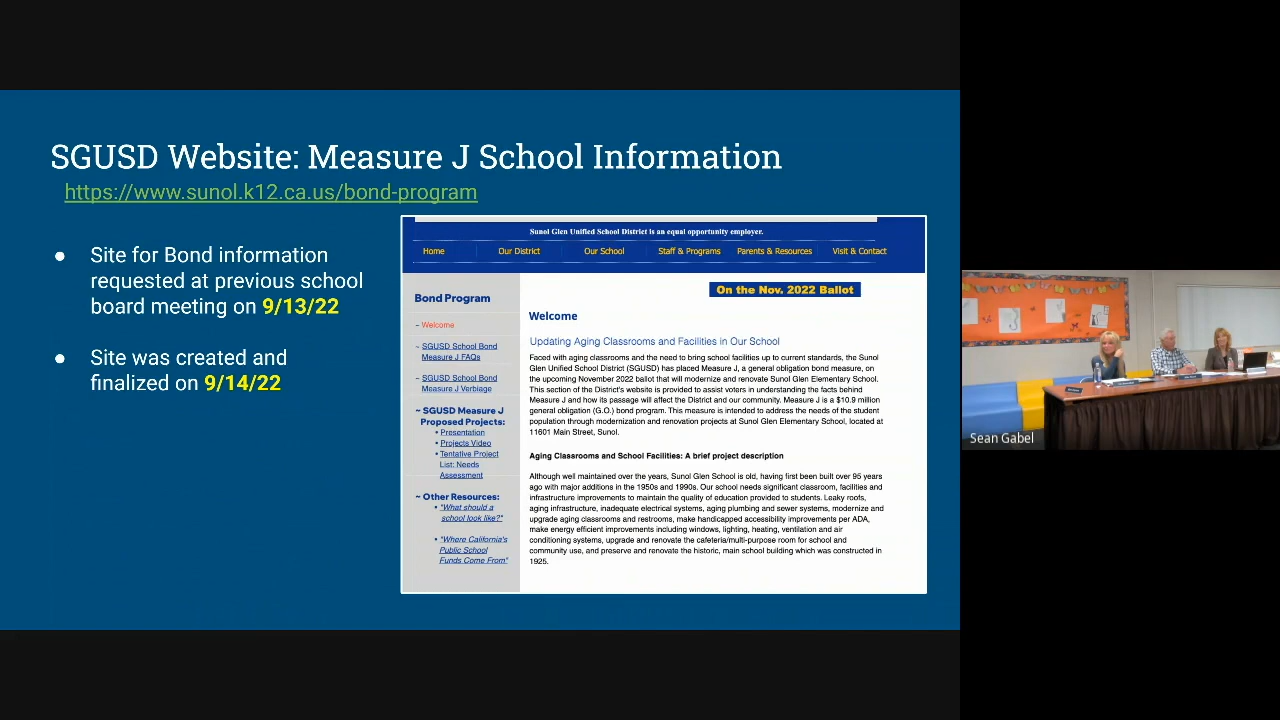 SGUSD Website: Measure J School Information
https://www.sunol.k12.ca.us/bond-program
● Site for Bond information
requested at previous school
board meeting on 9/13/22
● Site was created and
finalized on 9/14/22
Sunol Glen Unified School District is an equal opportunity employer.
Home Our District Our School Staff & Programs Parents & Resources Visit & Contact
Bond Program
~ Welcome
~ SGUSD School Bond
Measure J FAQs
~ SGUSD School Bond
Measure J Verbiage
~ SGUSD Measure J
Proposed Projects:
• Presentation
• Projects Video
• Tentative Project
List: Needs
Assessment
~ Other Resources:
• "What should a
school look like?"
• "Where California's
Public School
Funds Come From"
On the Nov. 2022 Ballot
Welcome
Updating Aging Classrooms and Facilities in Our School
Faced with aging classrooms and the need to bring school facilities up to current standards, the Sunol
Glen Unified School District (SGUSD) has placed Measure J, a general obligation bond measure, on
the upcoming November 2022 ballot that will modernize and renovate Sunol Glen Elementary School.
This section of the District's website is provided to assist voters in understanding the facts behind
Measure J and how its passage will affect the District and our community. Measure J is a $10.9 million
general obligation (G.O.) bond program. This measure is intended to address the needs of the student
population through modernization and renovation projects at Sunol Glen Elementary School, located at
11601 Main Street, Sunol.
Aging Classrooms and School Facilities: A brief project description
Although well maintained over the years, Sunol Glen School is old, having first been built over 95 years
ago with major additions in the 1950s and 1990s. Our school needs significant classroom, facilities and
infrastructure improvements to maintain the quality of education provided to students. Leaky roofs,
aging infrastructure, inadequate electrical systems, aging plumbing and sewer systems, modernize and
upgrade aging classrooms and restrooms, make handicapped accessibility improvements per ADA,
make energy efficient improvements including windows, lighting, heating, ventilation and air
conditioning systems, upgrade and renovate the cafeteria/multi-purpose room for school and
community use, and preserve and renovate the historic, main school building which was constructed in
1925.
Sean Gabel